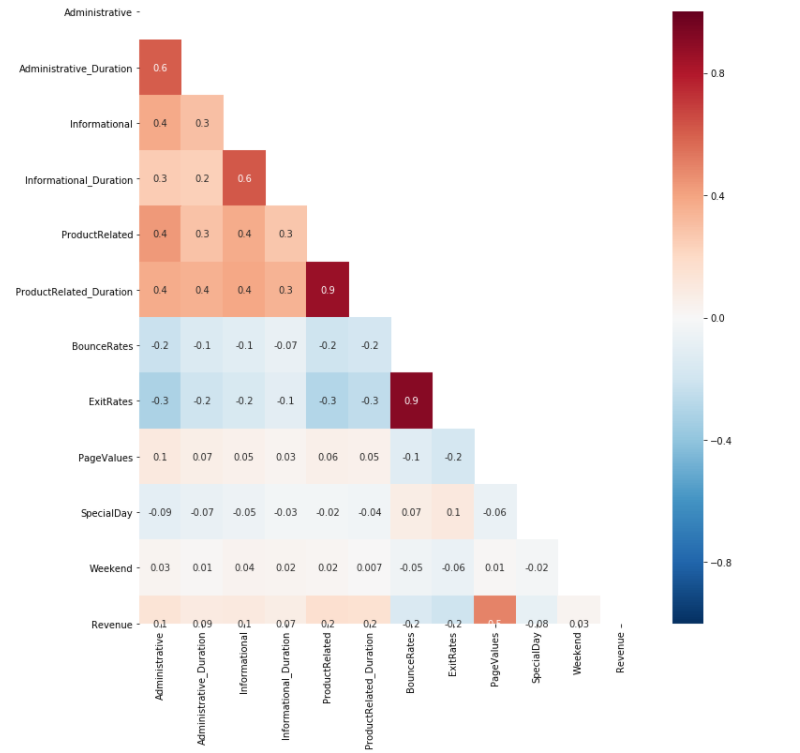 Administrative
Administrative_Duration 0.6
Informational 0.4 0.3
Informational_Duration 0.3 0.2 0.6
ProductRelated 0.4 0.3 0.4 0.3
ProductRelated_Duration 0.4 0.4 0.4 0.3 0.9
BounceRates -0.2 -0.1 -0.1 -0.07 -0.2 -0.2
ExitRates -0.3 -0.2 -0.2 -0.1 -0.3 -0.3 0.9
PageValues 0.1 0.07 0.05 0.03 0.06 0.05 -0.1 -0.2
SpecialDay -0.09 -0.07 -0.05 -0.03 -0.02 -0.04 0.07 0.1 -0.06
Weekend 0.03 0.01 0.04 0.02 0.02 0.007 -0.05 -0.06 0.01 -0.02
Revenue 0.1 0.09 0.1 0.07 0.2 0.2 -0.2 -0.2 0.5 -0.08 0.03
Administrative
Administrative_Duration
Informational
Informational_Duration
ProductRelated
ProductRelated_Duration
BounceRates
ExitRates
PageValues
SpecialDay
Weekend
Revenue
0.8
0.4
0.0
−0.4
−0.8